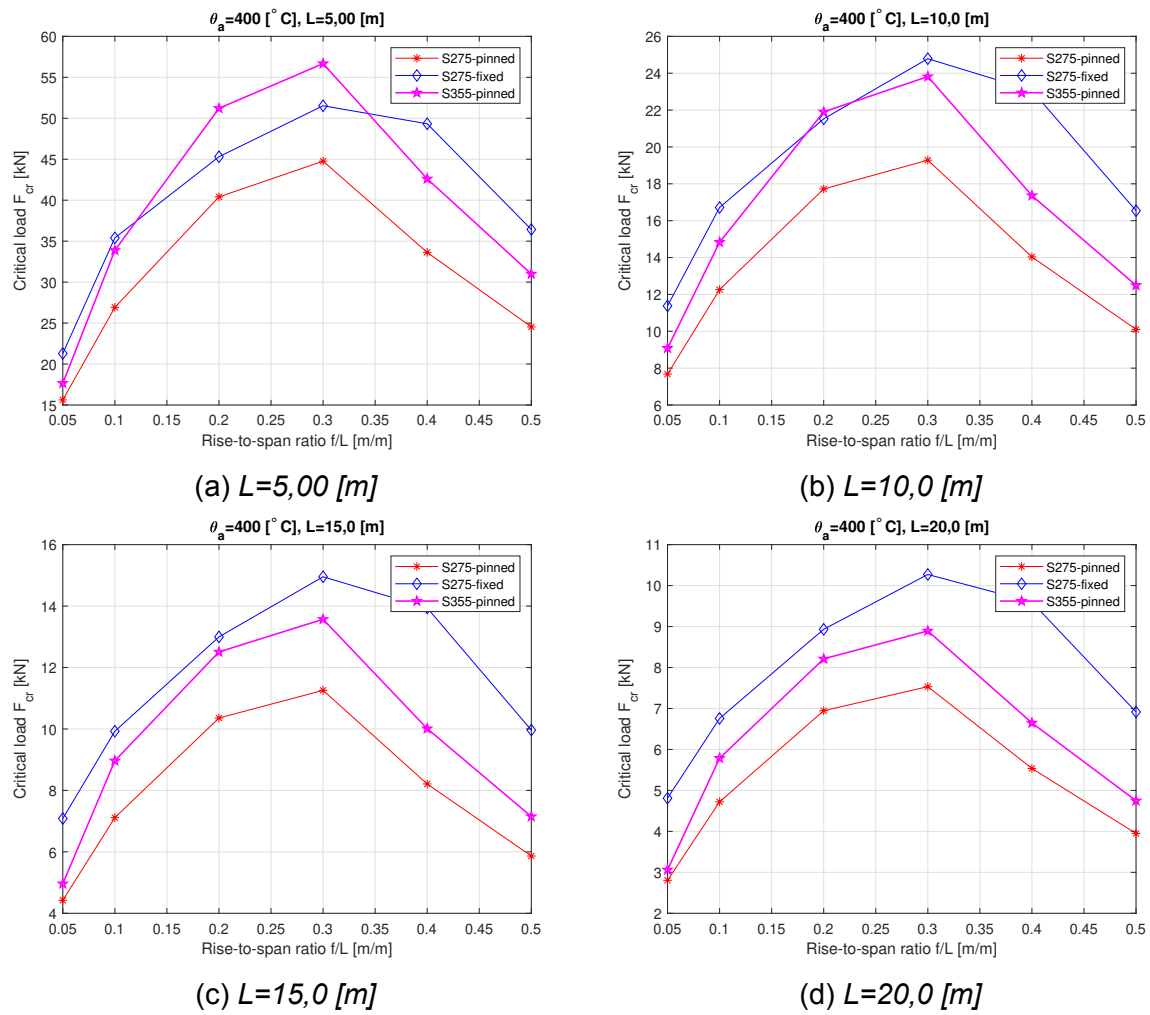 θa=400 [°C], L=5,00 [m]
60
55
50
45
40
35
30
25
20
15
Critical load Fcr [kN]
S275-pinned
S275-fixed
S355-pinned
0.05 0.1 0.15 0.2 0.25 0.3 0.35 0.4 0.45 0.5
Rise-to-span ratio f/L [m/m]
(a) L=5,00 [m]
θa=400 [°C], L=10,0 [m]
26
24
22
20
18
16
14
12
10
8
6
Critical load Fcr [kN]
S275-pinned
S275-fixed
S355-pinned
0.05 0.1 0.15 0.2 0.25 0.3 0.35 0.4 0.45 0.5
Rise-to-span ratio f/L [m/m]
(b) L=10,0 [m]
θa=400 [°C], L=15,0 [m]
16
14
12
10
8
6
4
Critical load Fcr [kN]
S275-pinned
S275-fixed
S355-pinned
0.05 0.1 0.15 0.2 0.25 0.3 0.35 0.4 0.45 0.5
Rise-to-span ratio f/L [m/m]
(c) L=15,0 [m]
θa=400 [°C], L=20,0 [m]
11
10
9
8
7
6
5
4
3
2
Critical load Fcr [kN]
S275-pinned
S275-fixed
S355-pinned
0.05 0.1 0.15 0.2 0.25 0.3 0.35 0.4 0.45 0.5
Rise-to-span ratio f/L [m/m]
(d) L=20,0 [m]